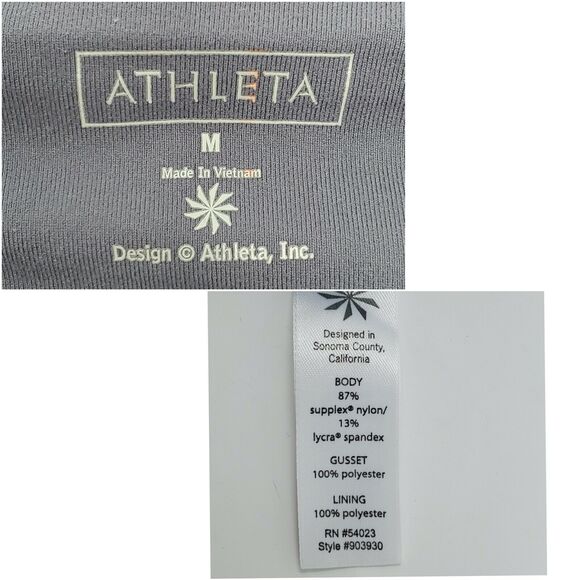 ATHLETA
M
Made In Vietnam
Design © Athleta, Inc.
Designed in
Sonoma County,
California
BODY
87%
supplex® nylon/
13%
lycra® spandex
GUSSET
100% polyester
LINING
100% polyester
RN #54023
Style #903930